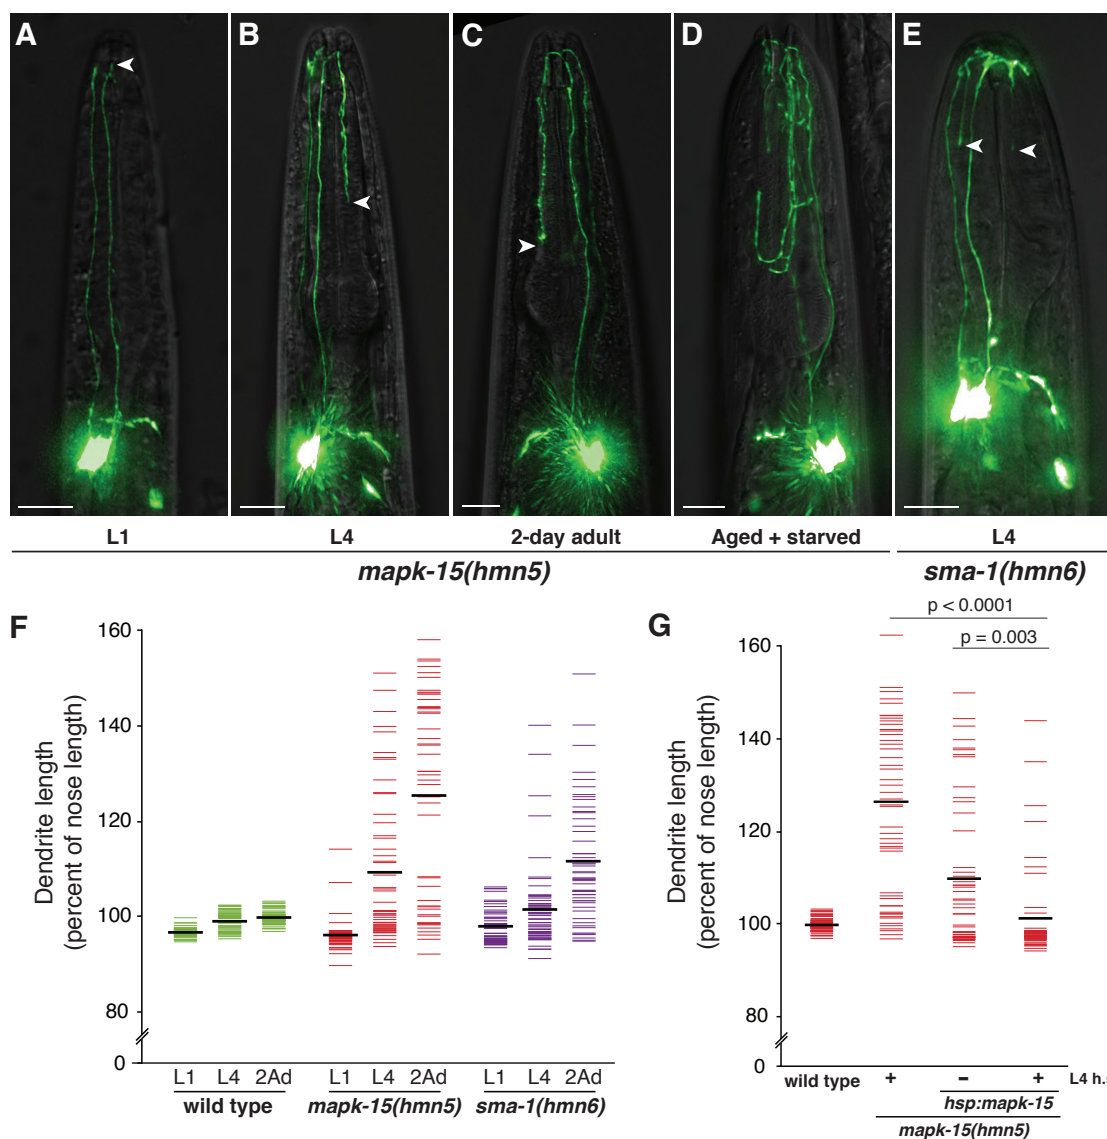 A B C D E
L1 L4 2-day adult Aged + starved L4
mapk-15(hmn5) sma-1(hmn6)
F
Dendrite length
(percent of nose length)
160
140
120
100
80
0
L1 L4 2Ad L1 L4 2Ad L1 L4 2Ad
wild type mapk-15(hmn5) sma-1(hmn6)
G
p < 0.0001
p = 0.003
Dendrite length
(percent of nose length)
160
140
120
100
80
0
wild type + – + L4 h.s
hsp:mapk-15
mapk-15(hmn5)